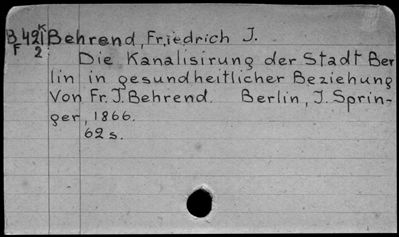 B 421 K Behrend, Friedrich J.
F 2
Die Kanalisirung der Stadt Ber
lin in gesundheitlicher Beziehung
Von Fr. J. Behrend. Berlin, J. Sprin-
ger, 1866.
62 s.